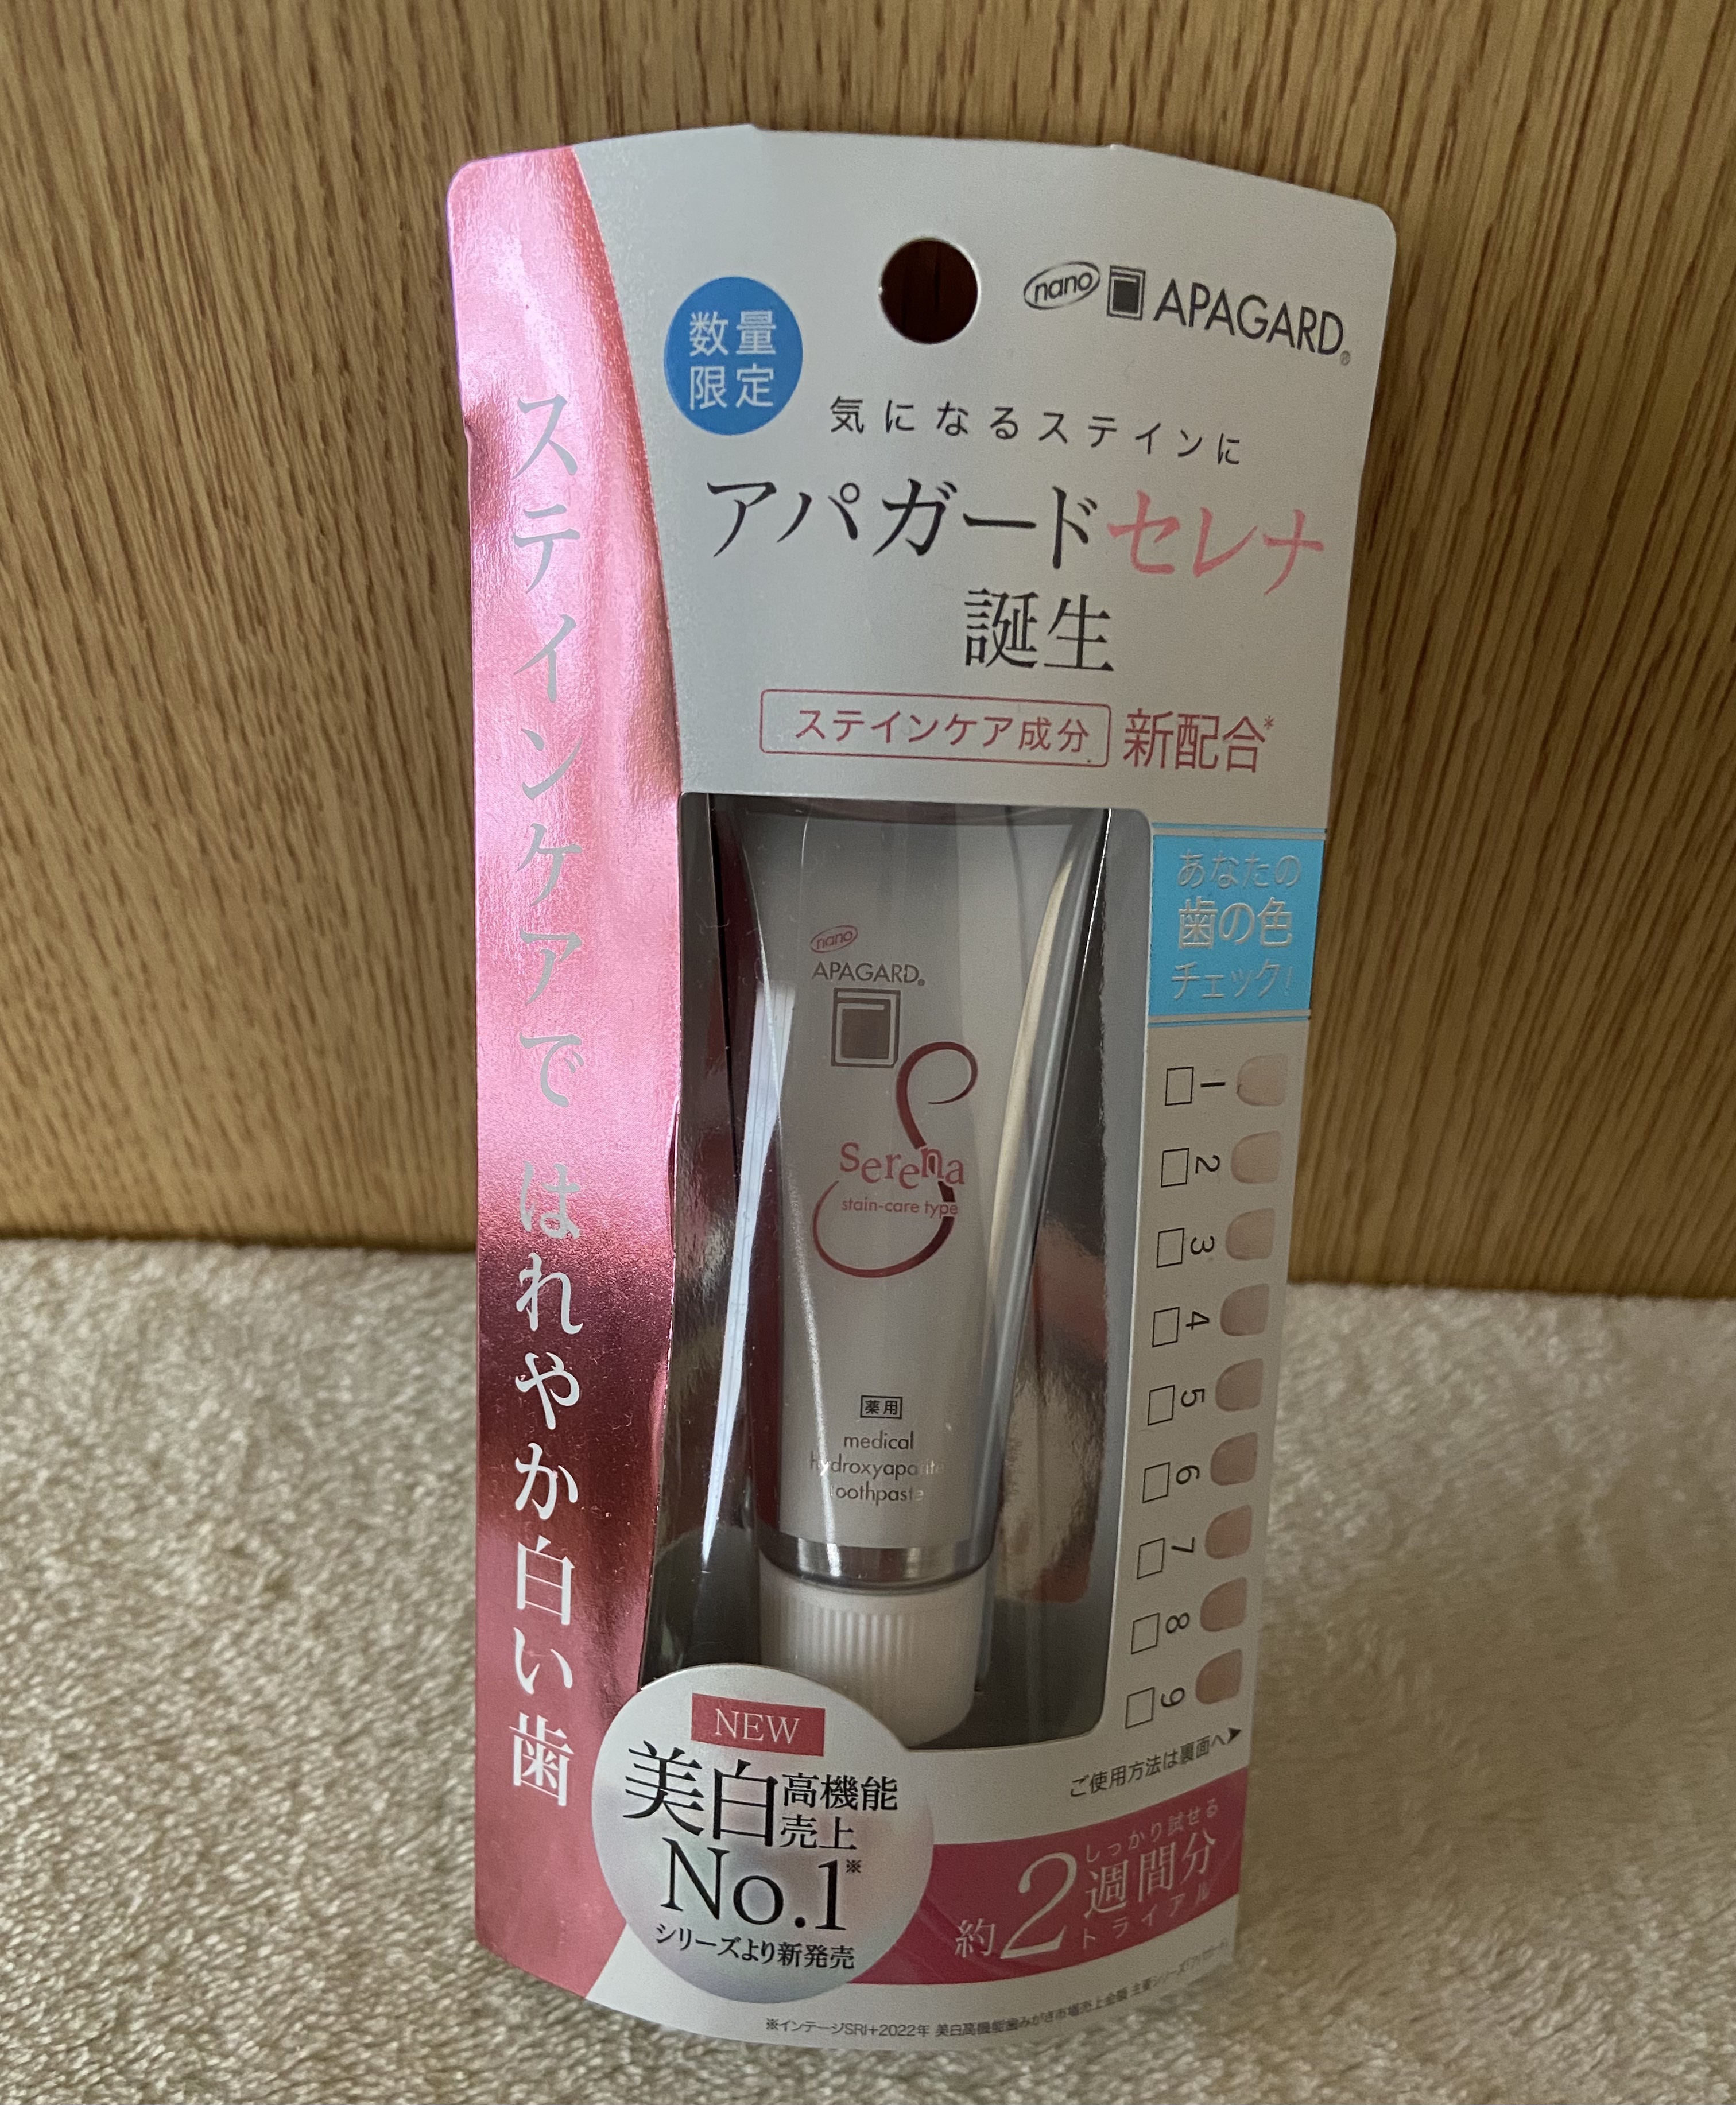 数量
限定
nano APAGARD®
気になるステインに
アパガードセレナ
誕生
ステインケア成分 新配合*
ステインケアで はれやか白い歯
あなたの
歯の色
チェック!
nano
APAGARD®
Serena
stain-care type
薬用
medical
hydroxyapatite
toothpaste
1
2
3
4
5
6
7
8
9
ご使用方法は裏面へ
NEW
美白高機能
売上
No.1※
シリーズより新発売
しっかり試せる
約2週間分
トライアル
※インテージSRI+2022年 美白高機能歯みがき市場売上金額